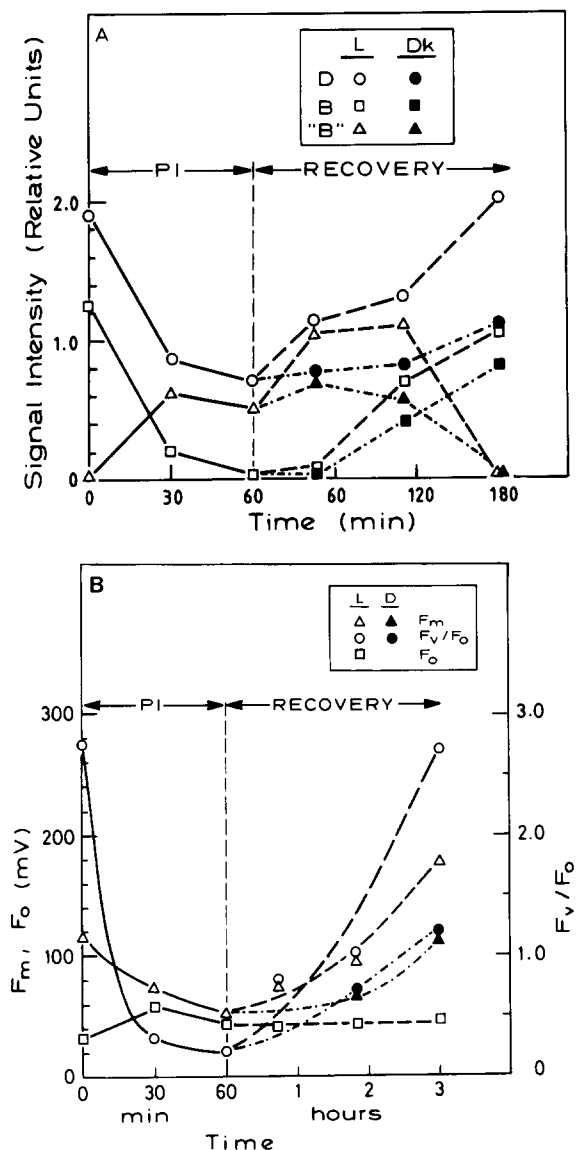 A
L Dk
D
B
"B"
PI RECOVERY
Signal Intensity (Relative Units)
2.0
1.0
0
0 30 60 60 120 180
Time (min)
B
L D
Fm
Fv/Fo
Fo
PI RECOVERY
300 3.0
200 2.0
100 1.0
0 0
Fm, Fo (mV)
Fv/Fo
0 30 60 1 2 3
min hours
Time